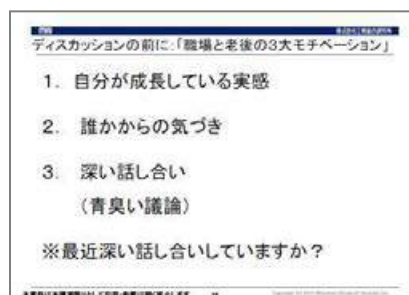 ディスカッションの前に：「職場と老後の3大モチベーション」
1. 自分が成長している実感
2. 誰かからの気づき
3. 深い話し合い
（青臭い議論）
※最近深い話し合いしていますか？